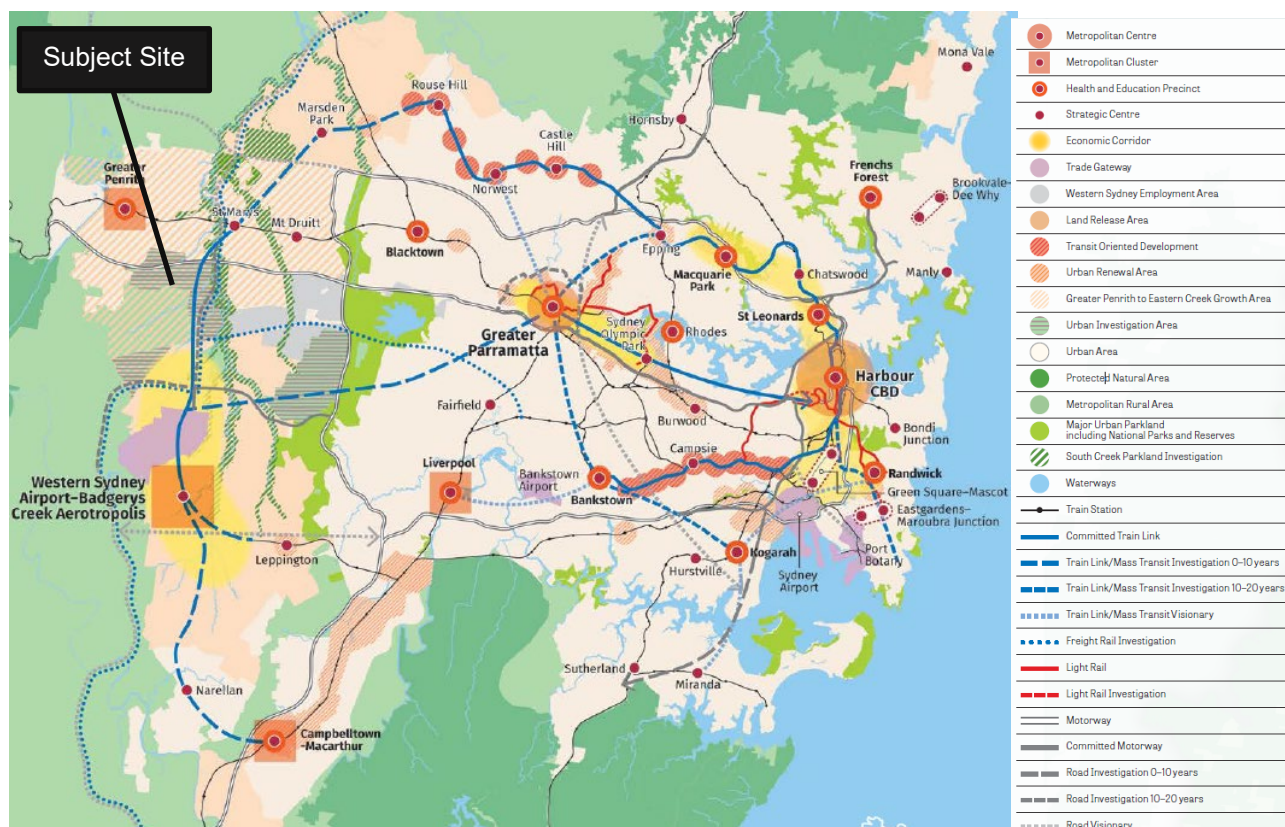 Subject Site
Mona Vale
Rouse Hill
Marsden
Park
Hornsby
Castle
Hill
Frenchs
Forest
Greater
Penrith
Norwest
Brookvale-
Dee Why
St Marys
Mt Druitt
Blacktown
Epping
Macquarie
Park
Chatswood
Manly
St Leonards
Greater
Parramatta
Sydney
Olympic
Park
Rhodes
Harbour
CBD
Fairfield
Burwood
Bondi
Junction
Campsie
Liverpool
Bankstown
Airport
Bankstown
Randwick
Western Sydney
Airport–Badgerys
Creek Aerotropolis
Green Square–Mascot
Eastgardens–
Maroubra Junction
Leppington
Kogarah
Hurstville
Sydney
Airport
Port
Botany
Sutherland
Miranda
Narellan
Campbelltown
-Macarthur
Metropolitan Centre
Metropolitan Cluster
Health and Education Precinct
Strategic Centre
Economic Corridor
Trade Gateway
Western Sydney Employment Area
Land Release Area
Transit Oriented Development
Urban Renewal Area
Greater Penrith to Eastern Creek Growth Area
Urban Investigation Area
Urban Area
Protected Natural Area
Metropolitan Rural Area
Major Urban Parkland
including National Parks and Reserves
South Creek Parkland Investigation
Waterways
Train Station
Committed Train Link
Train Link/Mass Transit Investigation 0–10 years
Train Link/Mass Transit Investigation 10–20 years
Train Link/Mass Transit Visionary
Freight Rail Investigation
Light Rail
Light Rail Investigation
Motorway
Committed Motorway
Road Investigation 0–10 years
Road Investigation 10–20 years
Road Visionary